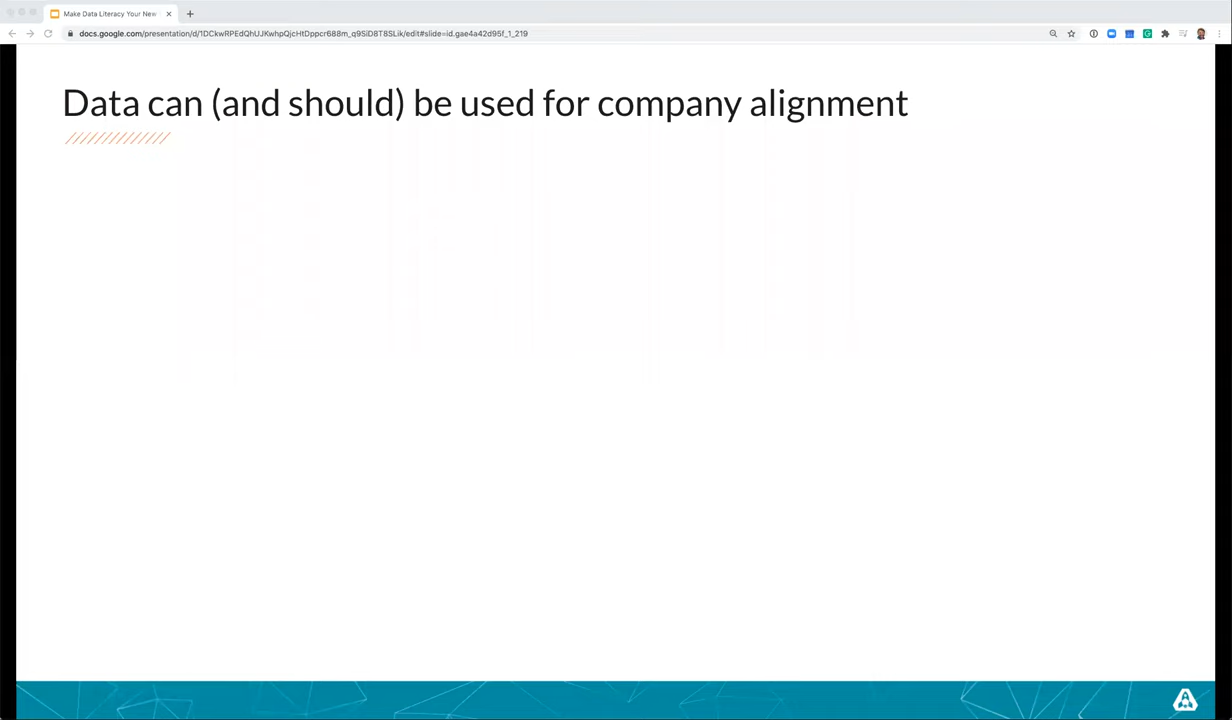 Make Data Literacy Your New
docs.google.com/presentation/d/1DCkwRPEdQhUJKwhpQjcHtDppcr688m_q9SiD8T8SLik/edit#slide=id.gae4a42d95f_1_219
Data can (and should) be used for company alignment